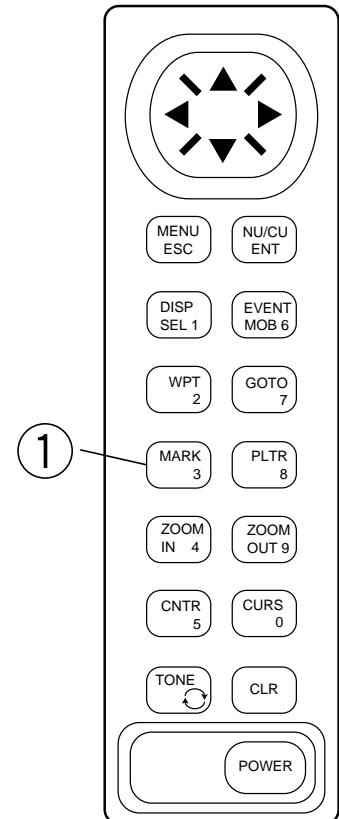 MENU
ESC
NU/CU
ENT
DISP
SEL 1
EVENT
MOB 6
WPT
2
GOTO
7
1
MARK
3
PLTR
8
ZOOM
IN 4
ZOOM
OUT 9
CNTR
5
CURS
0
TONE
CLR
POWER